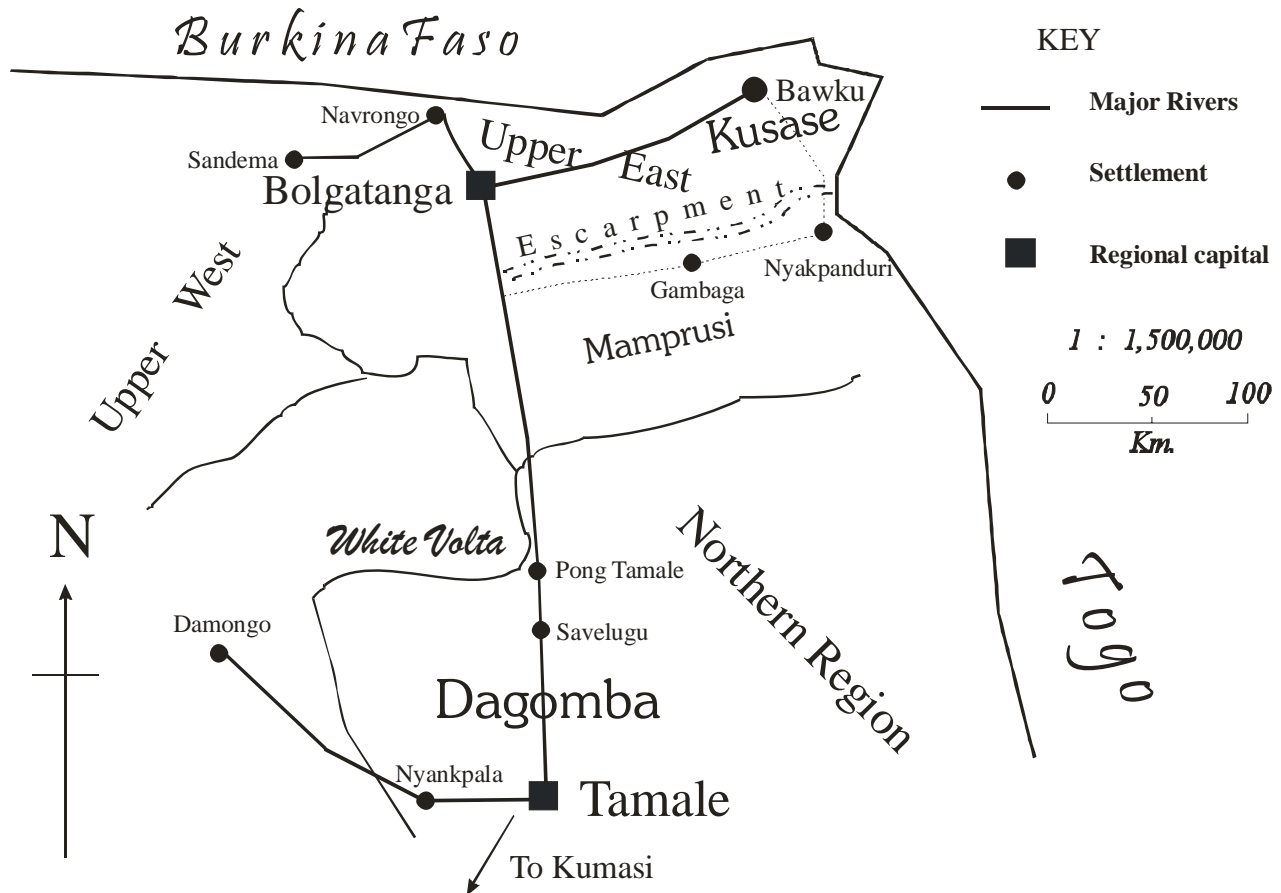 Burkina Faso
KEY
Major Rivers
Settlement
Regional capital
1 : 1,500,000
0 50 100
Km.
Navrongo
Sandema
Bolgatanga
Bawku
Upper East
Kusase
Escarpment
Nyakpanduri
Gambaga
Mamprusi
Upper West
N
White Volta
Pong Tamale
Savelugu
Damongo
Dagomba
Northern Region
Togo
Nyankpala
Tamale
To Kumasi